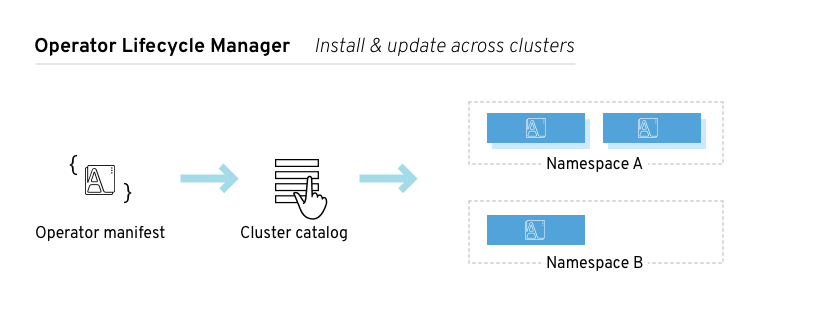 Operator Lifecycle Manager Install & update across clusters
Namespace A
Operator manifest
Cluster catalog
Namespace B